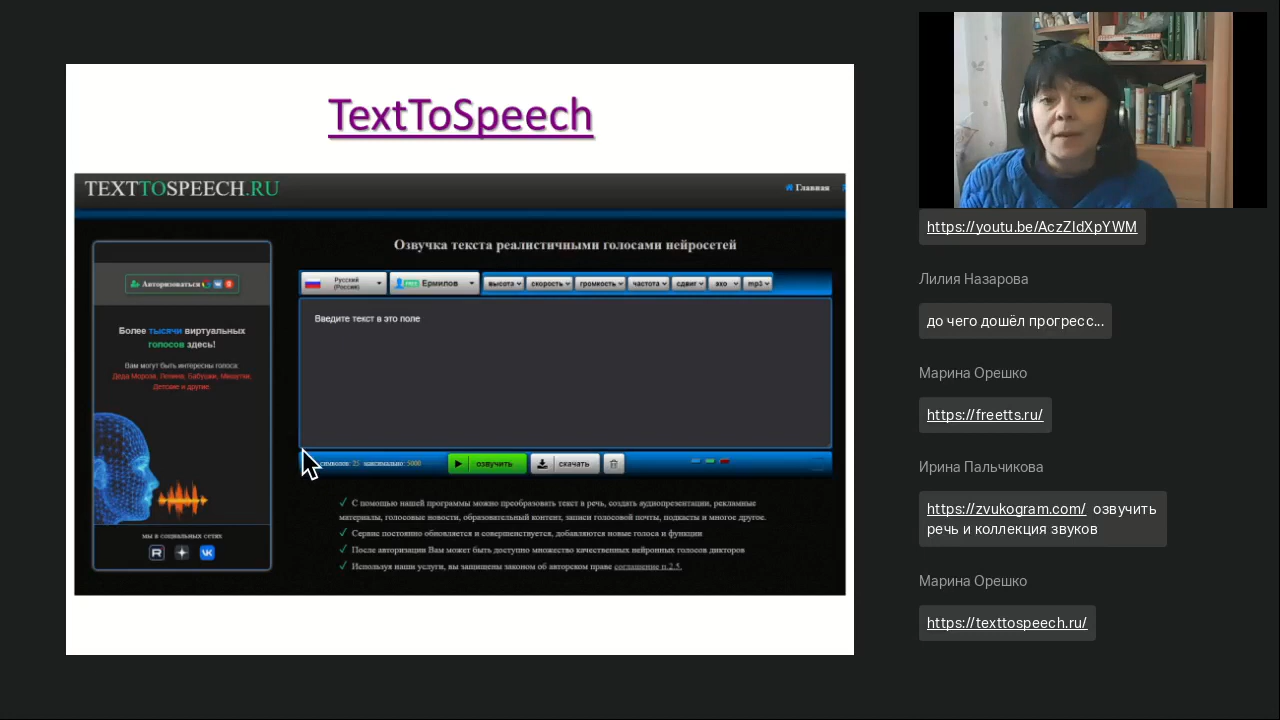 TextToSpeech
TEXTTOSPEECH.RU
Главная
Авторизоваться
Более тысячи виртуальных
голосов здесь!
Вам могут быть интересны голоса:
Деда Мороза, Ленина, Бабушки, Мишутки,
Детские и другие.
мы в социальных сетях
Озвучка текста реалистичными голосами нейросетей
Русский
(Россия)
FREE Ермилов
высота
скорость
громкость
частота
сдвиг
эхо
mp3
Введите текст в это поле
символов: 25 максимально: 5000
озвучить
скачать
✓ С помощью нашей программы можно преобразовать текст в речь, создать аудиопрезентации, рекламные
материалы, голосовые новости, образовательный контент, записи голосовой почты, подкасты и многое другое.
✓ Сервис постоянно обновляется и совершенствуется, добавляются новые голоса и функции
✓ После авторизации Вам может быть доступно множество качественных нейронных голосов дикторов
✓ Используя наши услуги, вы защищены законом об авторском праве соглашение п.2.5.
https://youtu.be/AczZIdXpYWM
Лилия Назарова
до чего дошёл прогресс...
Марина Орешко
https://freetts.ru/
Ирина Пальчикова
https://zvukogram.com/ озвучить
речь и коллекция звуков
Марина Орешко
https://texttospeech.ru/